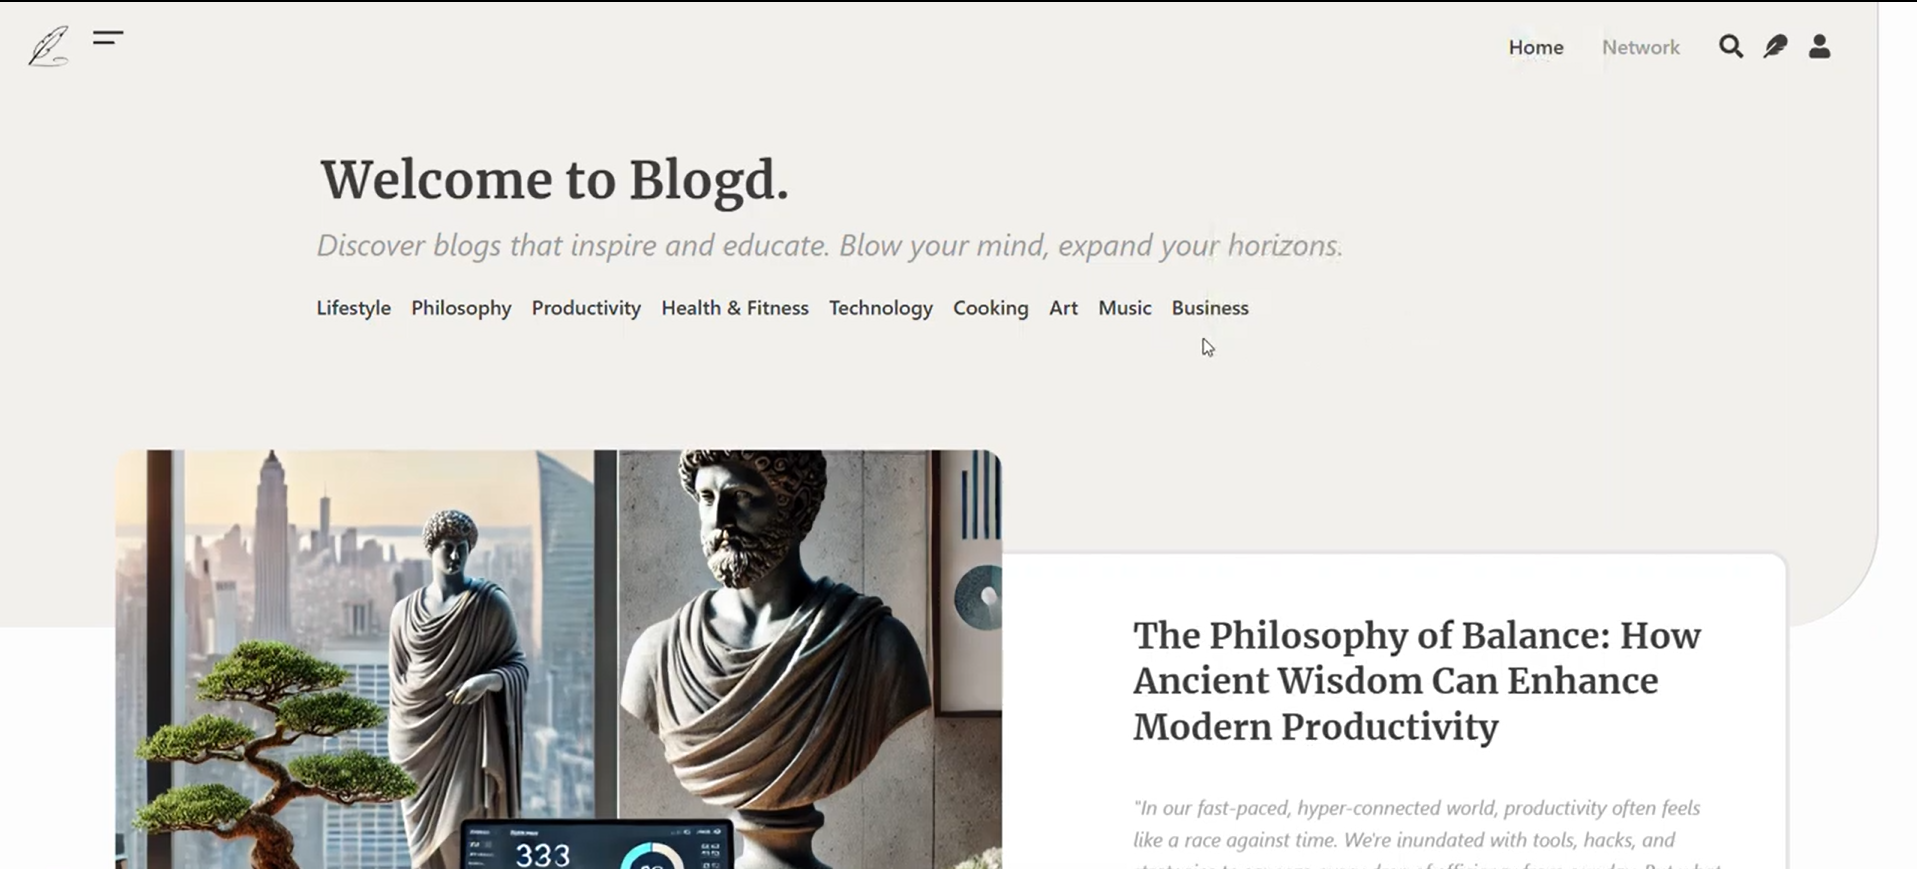 Home Network
Welcome to Blogd.
Discover blogs that inspire and educate. Blow your mind, expand your horizons.
Lifestyle Philosophy Productivity Health & Fitness Technology Cooking Art Music Business
The Philosophy of Balance: How
Ancient Wisdom Can Enhance
Modern Productivity
"In our fast-paced, hyper-connected world, productivity often feels
like a race against time. We're inundated with tools, hacks, and
333